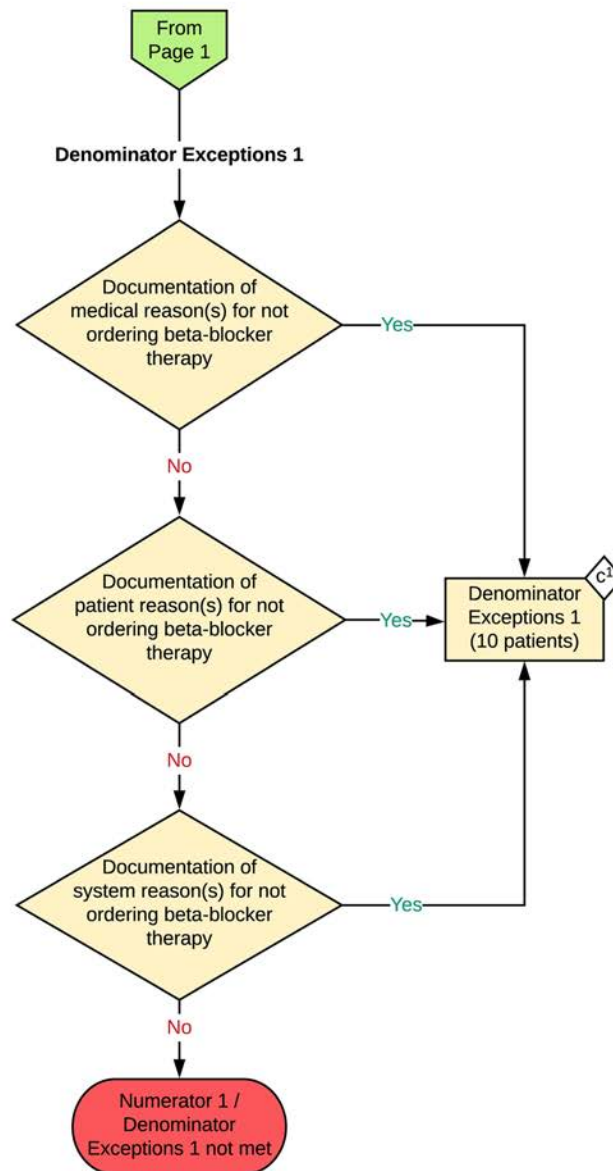 From
Page 1
Denominator Exceptions 1
Documentation of
medical reason(s) for not
ordering beta-blocker
therapy
Yes
No
Documentation of
patient reason(s) for not
ordering beta-blocker
therapy
Yes
c¹
Denominator
Exceptions 1
(10 patients)
No
Documentation of
system reason(s) for not
ordering beta-blocker
therapy
Yes
No
Numerator 1 /
Denominator
Exceptions 1 not met